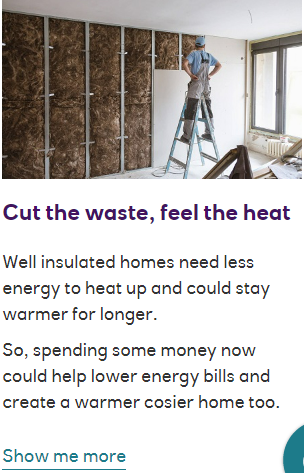 Cut the waste, feel the heat
Well insulated homes need less
energy to heat up and could stay
warmer for longer.
So, spending some money now
could help lower energy bills and
create a warmer cosier home too.
Show me more